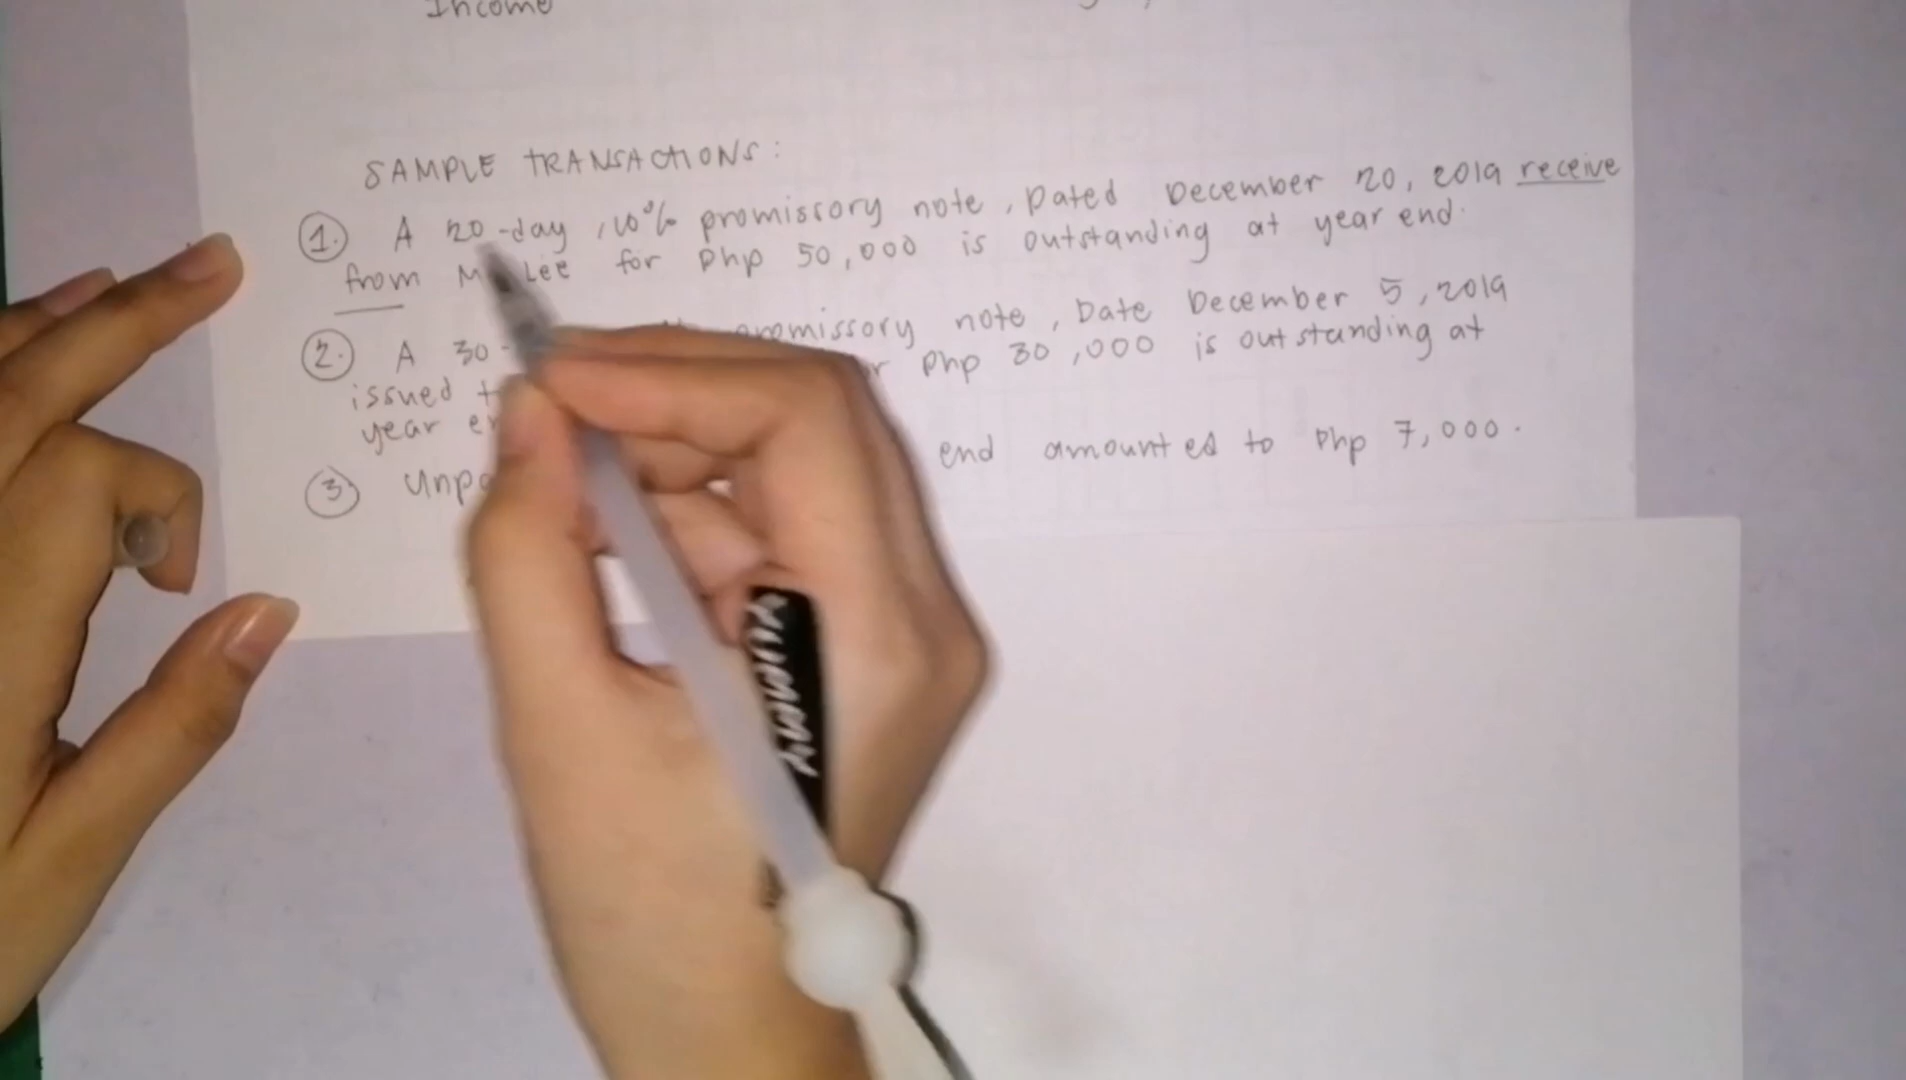 Income
SAMPLE TRANSACTIONS:
1. A 20-day, 10% promissory note, Dated December 20, 2019 receive
from Lee for Php 50,000 is outstanding at year end.
2. A 30- promissory note, Date December 5, 2019
issued Php 30,000 is outstanding at
year
3 end amounted to Php 7,000.